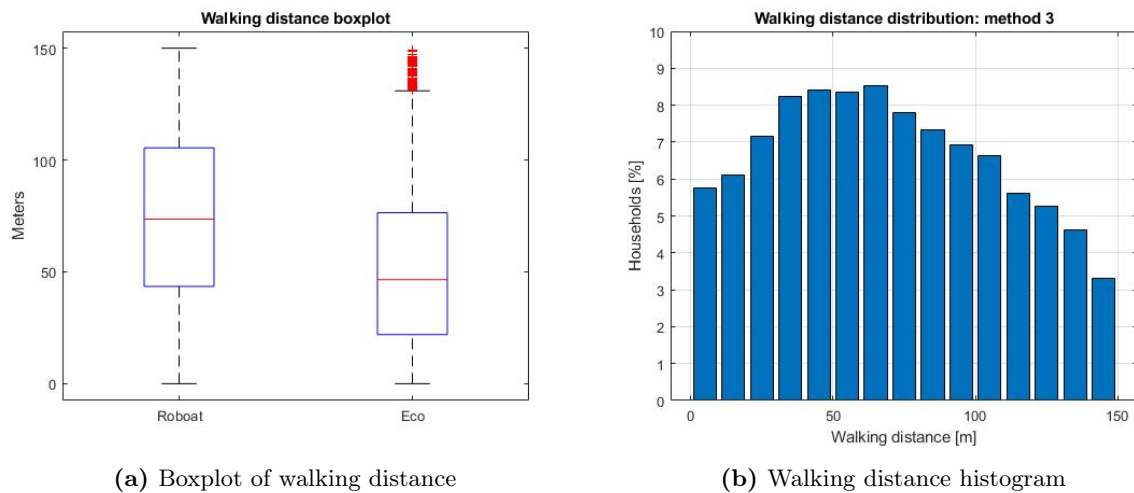 Walking distance boxplot
150
100
50
0
Meters
Roboat
Eco
(a) Boxplot of walking distance
Walking distance distribution: method 3
10
9
8
7
6
5
4
3
2
1
0
Households [%]
0
50
100
150
Walking distance [m]
(b) Walking distance histogram